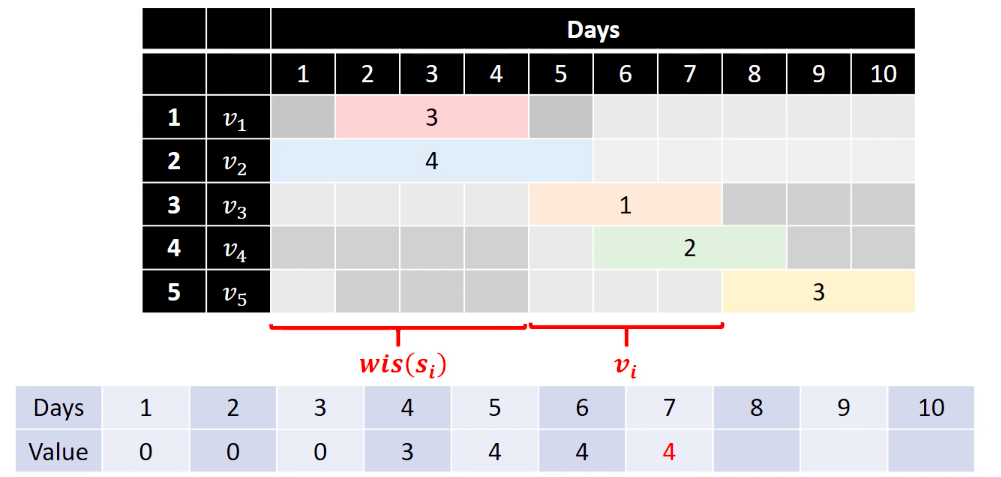 Days
1 2 3 4 5 6 7 8 9 10
1 v₁ 3
2 v₂ 4
3 v₃ 1
4 v₄ 2
5 v₅ 3
wis(sᵢ) vᵢ
Days 1 2 3 4 5 6 7 8 9 10
Value 0 0 0 3 4 4 4